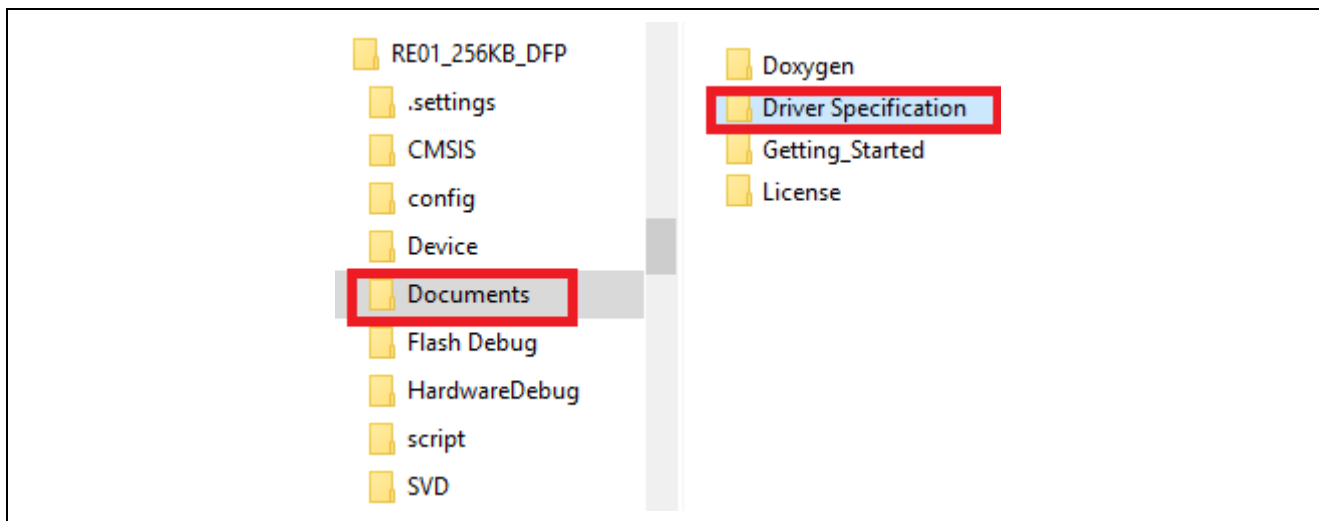 RE01_256KB_DFP
.settings
CMSIS
config
Device
Documents
Flash Debug
HardwareDebug
script
SVD
Doxygen
Driver Specification
Getting_Started
License